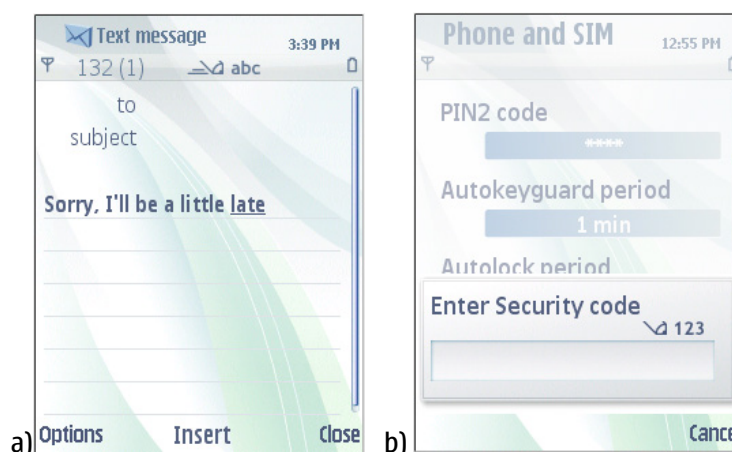 Text message
3:39 PM
132 (1)
abc
to
subject
Sorry, I'll be a little late
Options
Insert
Close
a)
Phone and SIM
12:55 PM
PIN2 code
****
Autokeyguard period
1 min
Autolock period
Enter Security code
123
Cance
b)